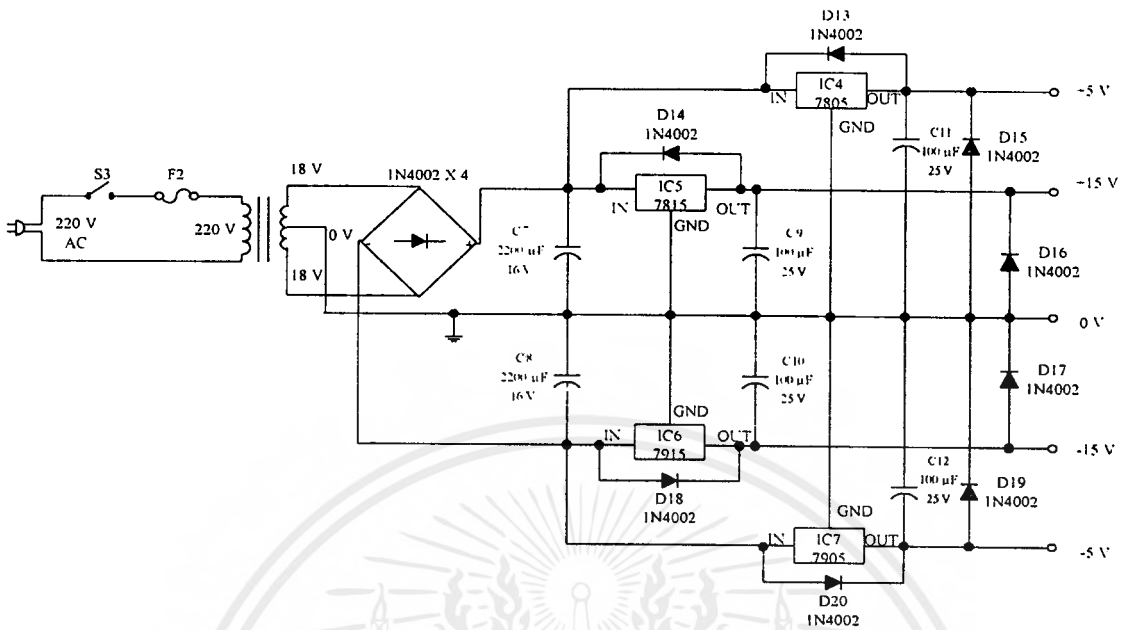 D13
1N4002
IC4
7805
IN
OUT
GND
+5 V
D14
1N4002
C11
100 µF
25 V
D15
1N4002
S3
F2
18 V
1N4002 X 4
IC5
7815
IN
OUT
GND
+15 V
220 V
AC
220 V
0 V
18 V
-
+
C7
2200 µF
16 V
C9
100 µF
25 V
D16
1N4002
0 V
C8
2200 µF
16 V
C10
100 µF
25 V
D17
1N4002
GND
IN
OUT
IC6
7915
-15 V
D18
1N4002
C12
100 µF
25 V
D19
1N4002
GND
IN
OUT
IC7
7905
-5 V
D20
1N4002